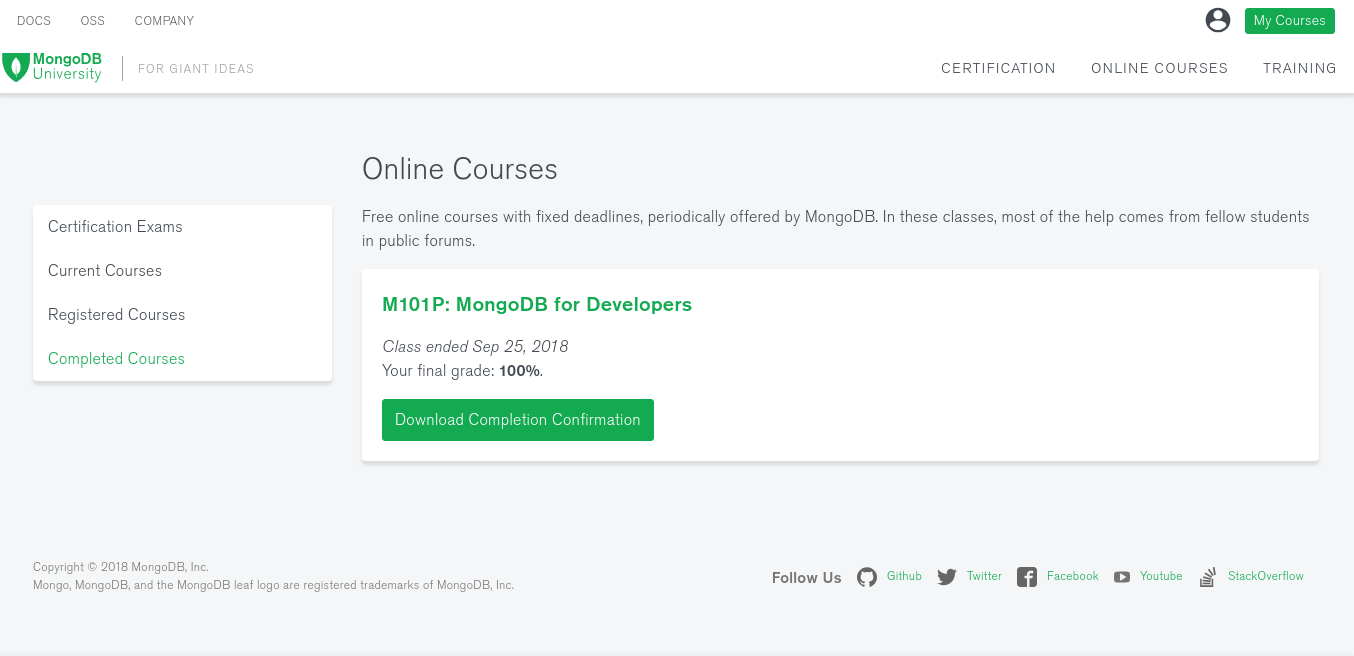 DOCS OSS COMPANY
My Courses
MongoDB
University
FOR GIANT IDEAS
CERTIFICATION ONLINE COURSES TRAINING
Online Courses
Certification Exams
Current Courses
Registered Courses
Completed Courses
Free online courses with fixed deadlines, periodically offered by MongoDB. In these classes, most of the help comes from fellow students
in public forums.
M101P: MongoDB for Developers
Class ended Sep 25, 2018
Your final grade: 100%.
Download Completion Confirmation
Copyright © 2018 MongoDB, Inc.
Mongo, MongoDB, and the MongoDB leaf logo are registered trademarks of MongoDB, Inc.
Follow Us Github Twitter Facebook Youtube StackOverflow